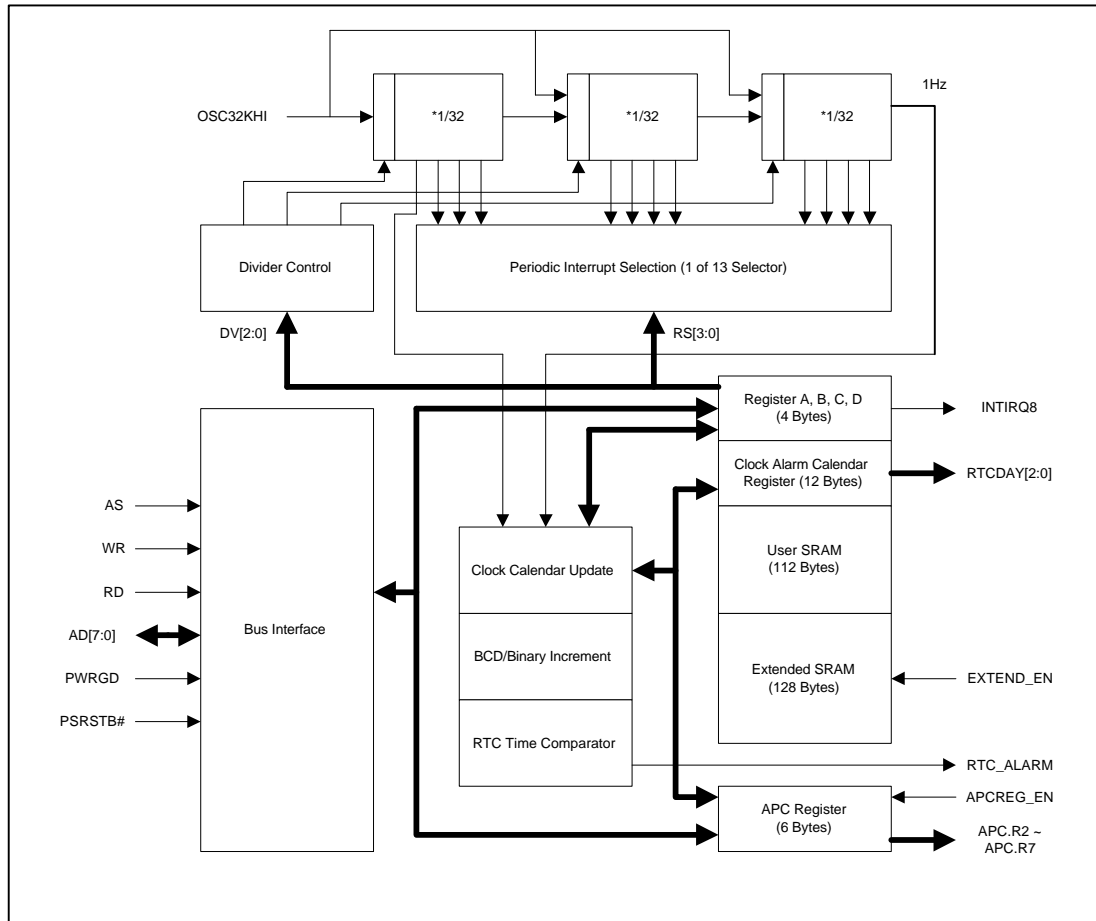 1Hz
OSC32KHI
*1/32
*1/32
*1/32
Divider Control
Periodic Interrupt Selection (1 of 13 Selector)
DV[2:0]
RS[3:0]
Register A, B, C, D
(4 Bytes)
INTIRQ8
Clock Alarm Calendar
Register (12 Bytes)
RTCDAY[2:0]
AS
WR
RD
AD[7:0]
PWRGD
PSRSTB#
Bus Interface
Clock Calendar Update
BCD/Binary Increment
RTC Time Comparator
User SRAM
(112 Bytes)
Extended SRAM
(128 Bytes)
EXTEND_EN
RTC_ALARM
APC Register
(6 Bytes)
APCREG_EN
APC.R2 ~
APC.R7